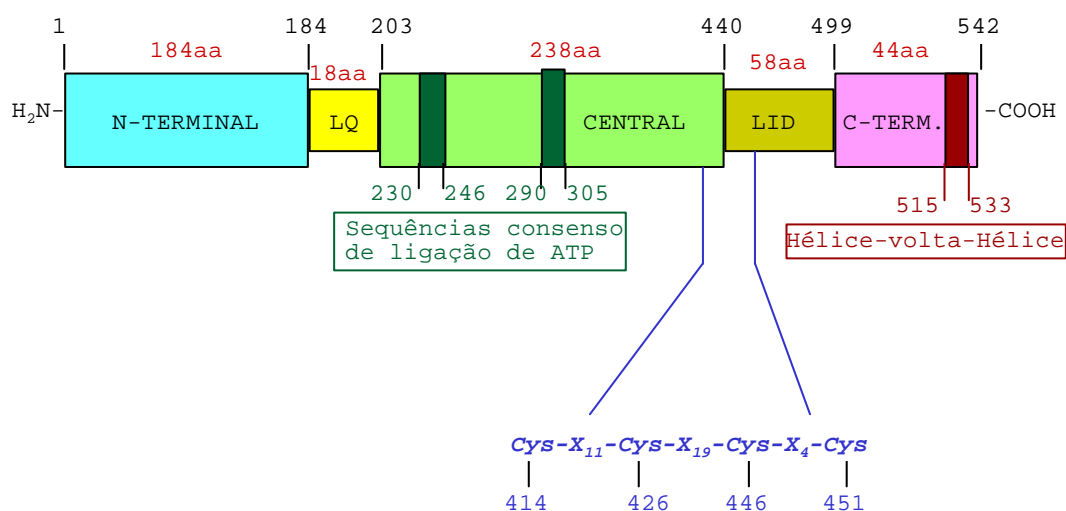 1 184 203 440 499 542
184aa 18aa 238aa 58aa 44aa
H₂N- N-TERMINAL LQ CENTRAL LID C-TERM. -COOH
230 246 290 305 515 533
Sequências consenso
de ligação de ATP
Hélice-volta-Hélice
Cys-X₁₁-Cys-X₁₉-Cys-X₄-Cys
414 426 446 451